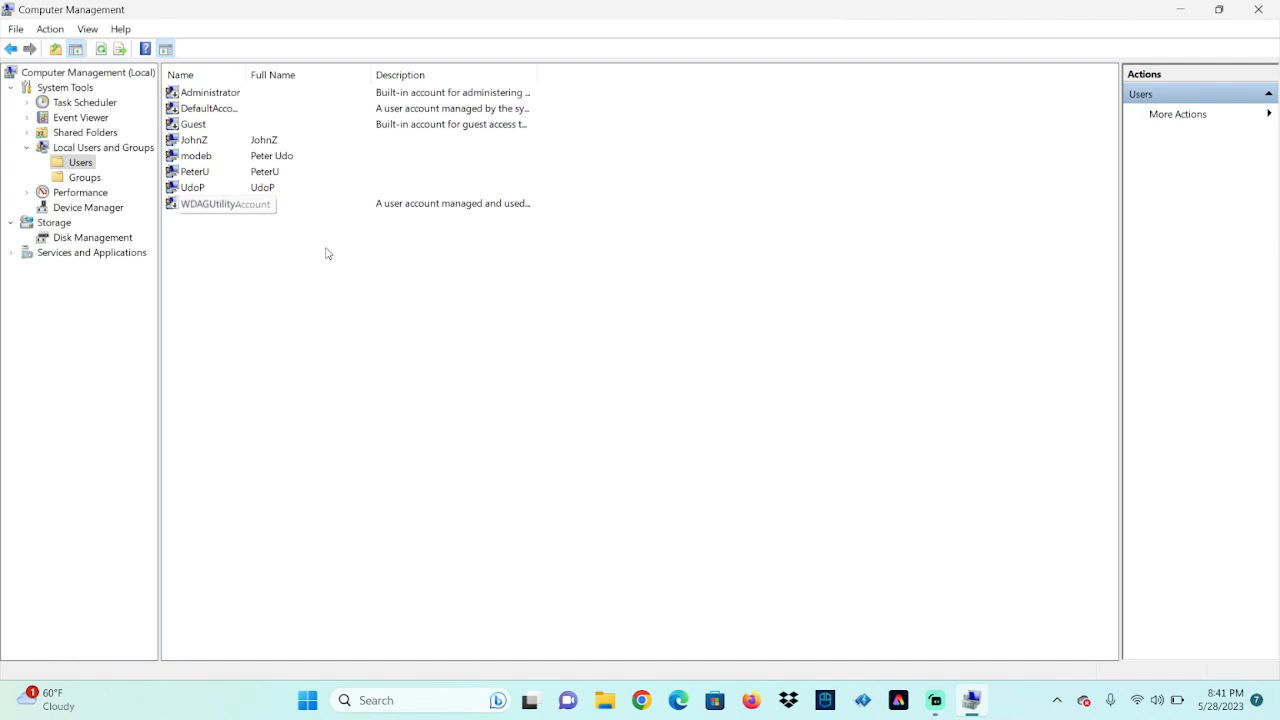 Computer Management
File Action View Help
Computer Management (Local)
System Tools
Task Scheduler
Event Viewer
Shared Folders
Local Users and Groups
Users
Groups
Performance
Device Manager
Storage
Disk Management
Services and Applications
Name Full Name Description
Administrator Built-in account for administering ...
DefaultAcco... A user account managed by the sy...
Guest Built-in account for guest access t...
JohnZ JohnZ
modeb Peter Udo
PeterU PeterU
UdoP UdoP
WDAGUtilityAccount A user account managed and used...
Actions
Users
More Actions
1
60°F
Cloudy
Search
8:41 PM
5/28/2023
7